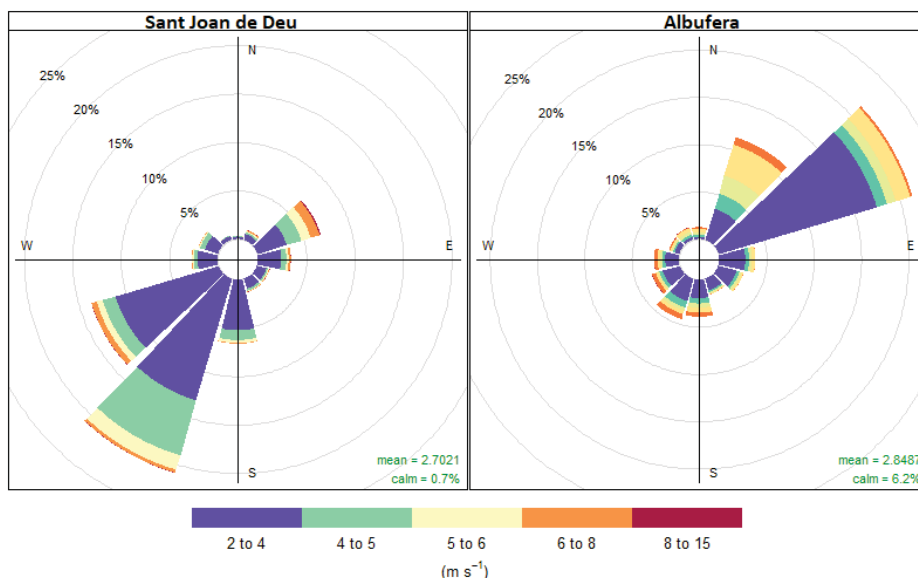 Sant Joan de Deu
Albufera
N
25%
20%
15%
10%
5%
W
E
S
mean = 2.7021
calm = 0.7%
N
25%
20%
15%
10%
5%
W
E
S
mean = 2.8487
calm = 6.2%
2 to 4
4 to 5
5 to 6
6 to 8
8 to 15
(m s⁻¹)